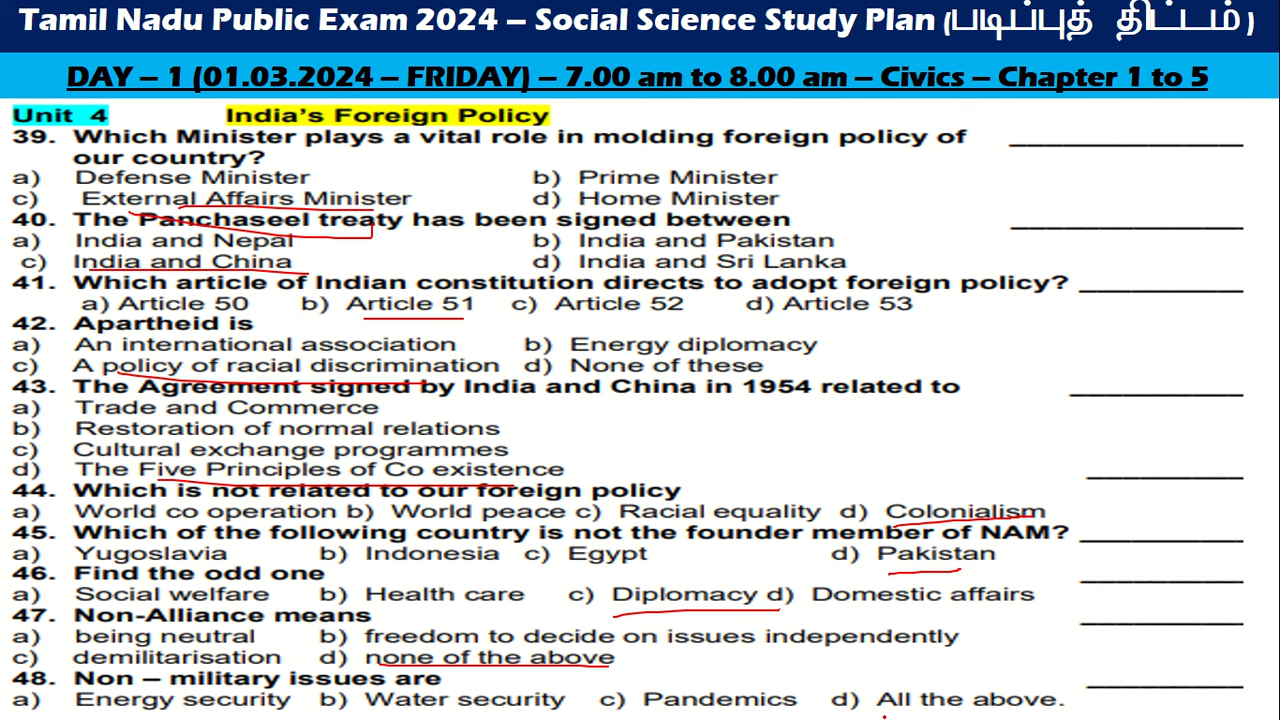 Tamil Nadu Public Exam 2024 – Social Science Study Plan (படிப்புத் திட்டம்)
DAY – 1 (01.03.2024 – FRIDAY) – 7.00 am to 8.00 am – Civics – Chapter 1 to 5
Unit 4 India's Foreign Policy
39. Which Minister plays a vital role in molding foreign policy of ______________
our country?
a) Defense Minister b) Prime Minister
c) External Affairs Minister d) Home Minister
40. The Panchaseel treaty has been signed between ______________
a) India and Nepal b) India and Pakistan
c) India and China d) India and Sri Lanka
41. Which article of Indian constitution directs to adopt foreign policy? __________
a) Article 50 b) Article 51 c) Article 52 d) Article 53
42. Apartheid is
a) An international association b) Energy diplomacy
c) A policy of racial discrimination d) None of these
43. The Agreement signed by India and China in 1954 related to __________
a) Trade and Commerce
b) Restoration of normal relations
c) Cultural exchange programmes
d) The Five Principles of Co existence __________
44. Which is not related to our foreign policy
a) World co operation b) World peace c) Racial equality d) Colonialism
45. Which of the following country is not the founder member of NAM? __________
a) Yugoslavia b) Indonesia c) Egypt d) Pakistan
46. Find the odd one __________
a) Social welfare b) Health care c) Diplomacy d) Domestic affairs
47. Non-Alliance means __________
a) being neutral b) freedom to decide on issues independently
c) demilitarisation d) none of the above
48. Non – military issues are __________
a) Energy security b) Water security c) Pandemics d) All the above.